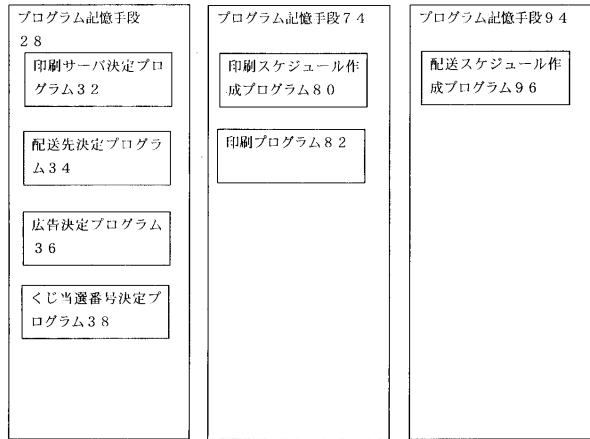 プログラム記憶手段
28
印刷サーバ決定プロ
グラム32
配送先決定プログラ
ム34
広告決定プログラム
36
くじ当選番号決定プ
ログラム38
プログラム記憶手段74
印刷スケジュール作
成プログラム80
印刷プログラム82
プログラム記憶手段94
配送スケジュール作
成プログラム96